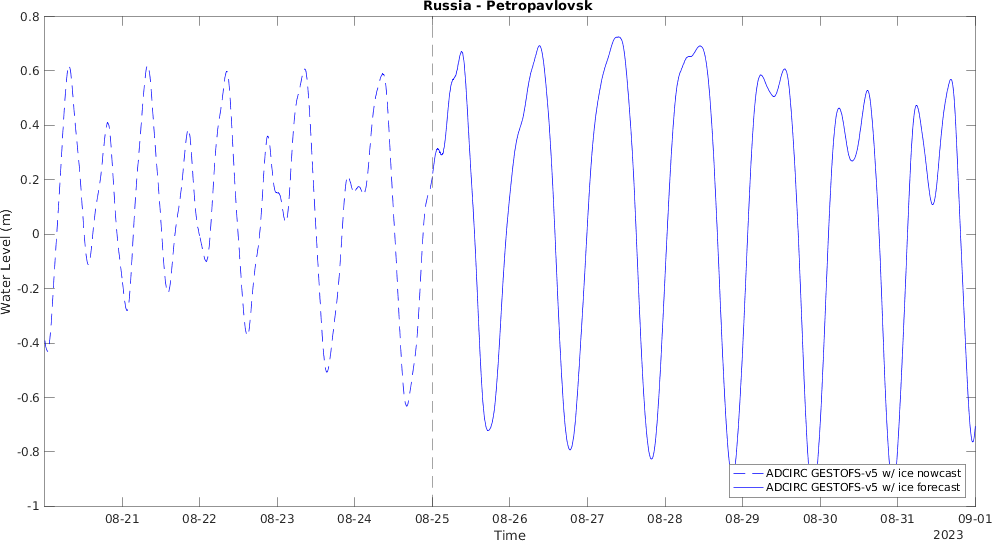 Russia - Petropavlovsk
Water Level (m)
0.8
0.6
0.4
0.2
0
-0.2
-0.4
-0.6
-0.8
-1
08-21 08-22 08-23 08-24 08-25 08-26 08-27 08-28 08-29 08-30 08-31 09-01
Time
2023
ADCIRC GESTOFS-v5 w/ ice nowcast
ADCIRC GESTOFS-v5 w/ ice forecast